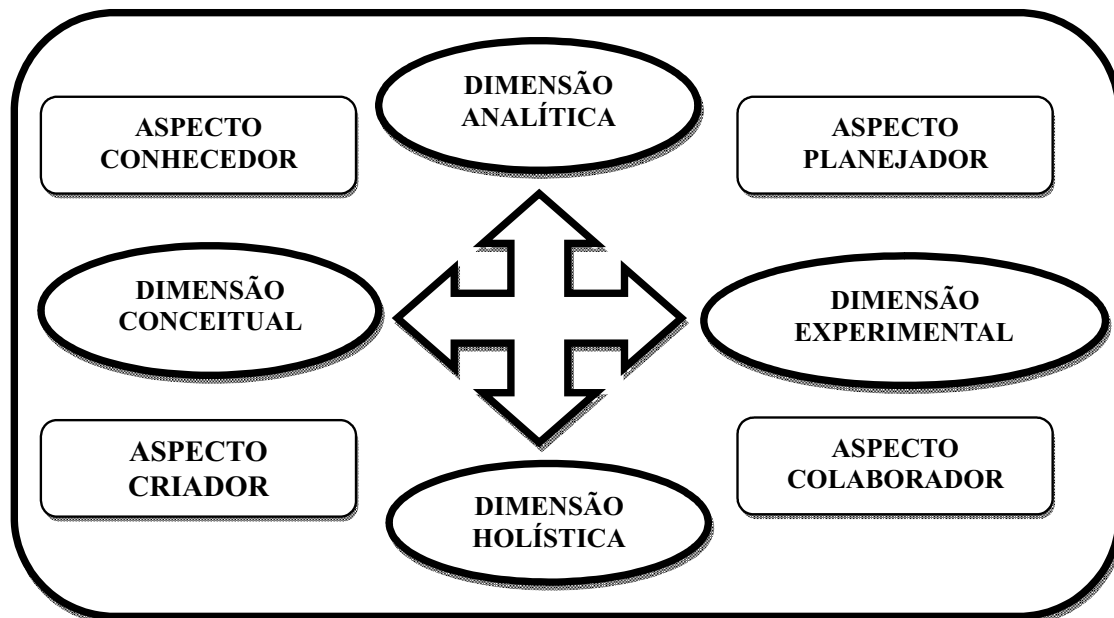 DIMENSÃO
ANALÍTICA
ASPECTO
CONHECEDOR
ASPECTO
PLANEJADOR
DIMENSÃO
CONCEITUAL
DIMENSÃO
EXPERIMENTAL
ASPECTO
CRIADOR
ASPECTO
COLABORADOR
DIMENSÃO
HOLÍSTICA